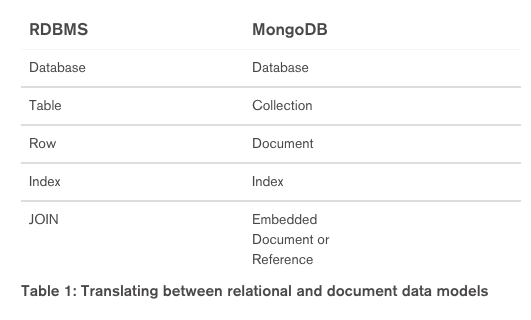 RDBMS MongoDB
Database Database
Table Collection
Row Document
Index Index
JOIN Embedded
Document or
Reference
Table 1: Translating between relational and document data models